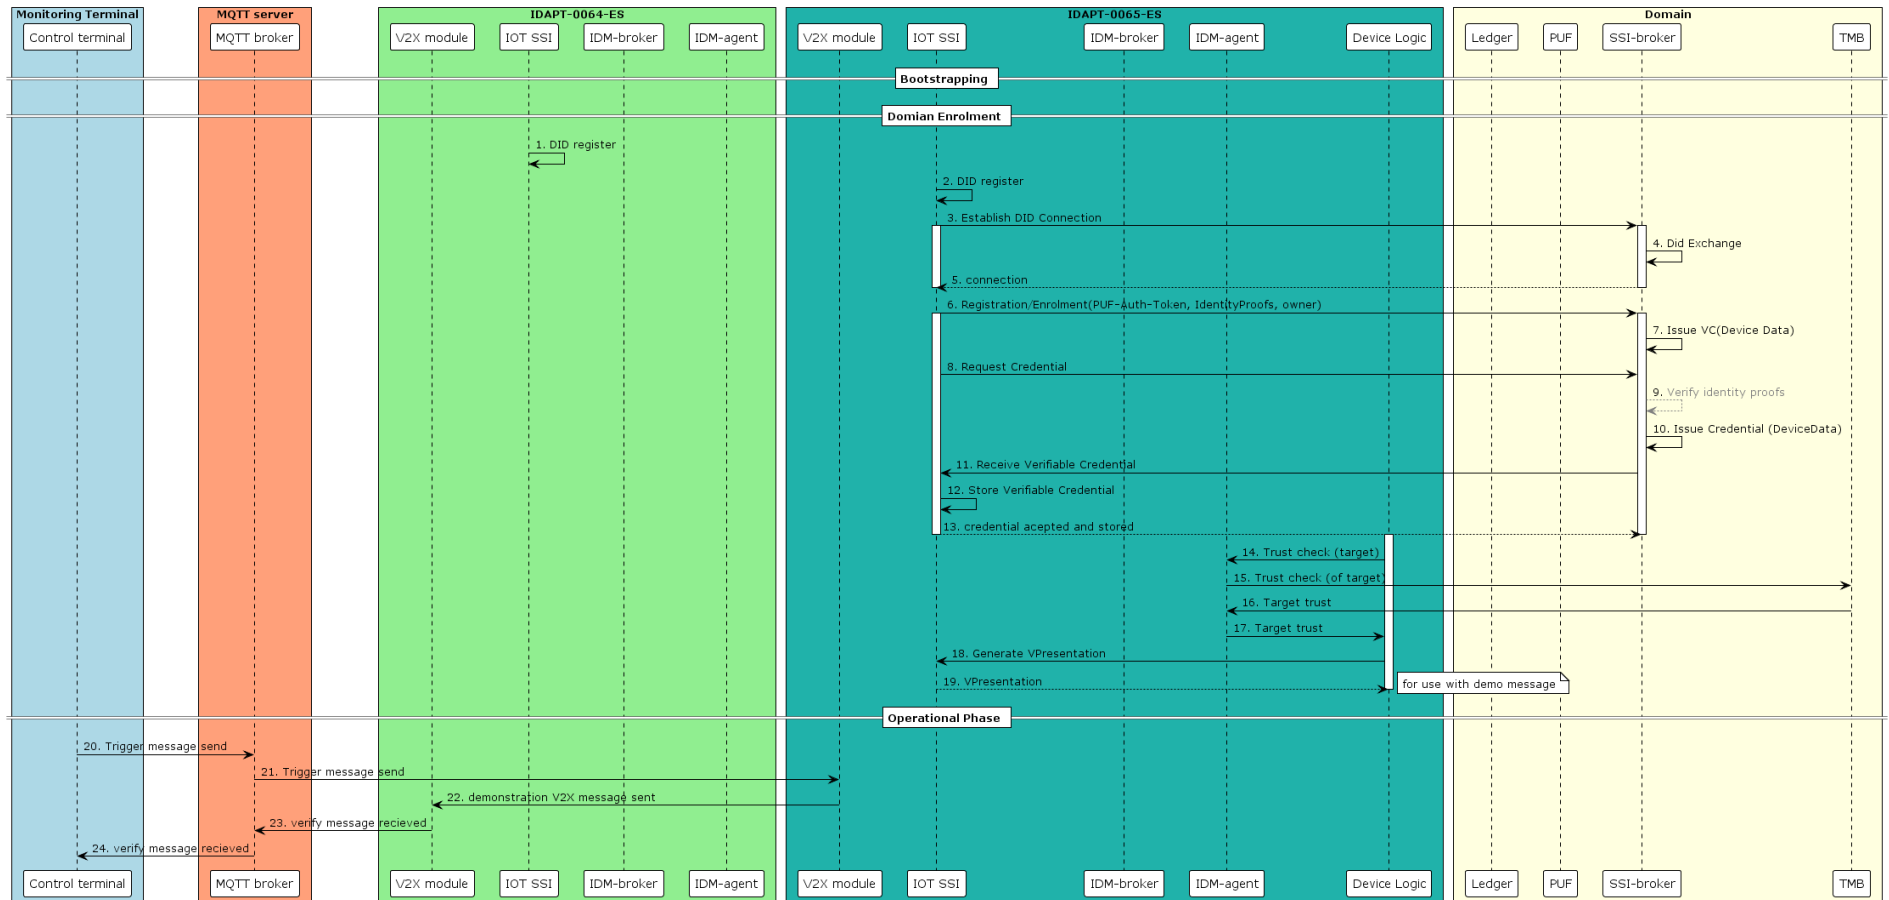 Monitoring Terminal
MQTT server
IDAPT-0064-ES
IDAPT-0065-ES
Domain
Control terminal
MQTT broker
V2X module
IOT SSI
IDM-broker
IDM-agent
V2X module
IOT SSI
IDM-broker
IDM-agent
Device Logic
Ledger
PUF
SSI-broker
TMB
Bootstrapping
Domian Enrolment
1. DID register
2. DID register
3. Establish DID Connection
4. Did Exchange
5. connection
6. Registration/Enrolment(PUF-Auth-Token, IdentityProofs, owner)
7. Issue VC(Device Data)
8. Request Credential
9. Verify identity proofs
10. Issue Credential (DeviceData)
11. Receive Verifiable Credential
12. Store Verifiable Credential
13. credential acepted and stored
14. Trust check (target)
15. Trust check (of target)
16. Target trust
17. Target trust
18. Generate VPresentation
19. VPresentation
for use with demo message
Operational Phase
20. Trigger message send
21. Trigger message send
22. demonstration V2X message sent
23. verify message recieved
24. verify message recieved
Control terminal
MQTT broker
V2X module
IOT SSI
IDM-broker
IDM-agent
V2X module
IOT SSI
IDM-broker
IDM-agent
Device Logic
Ledger
PUF
SSI-broker
TMB